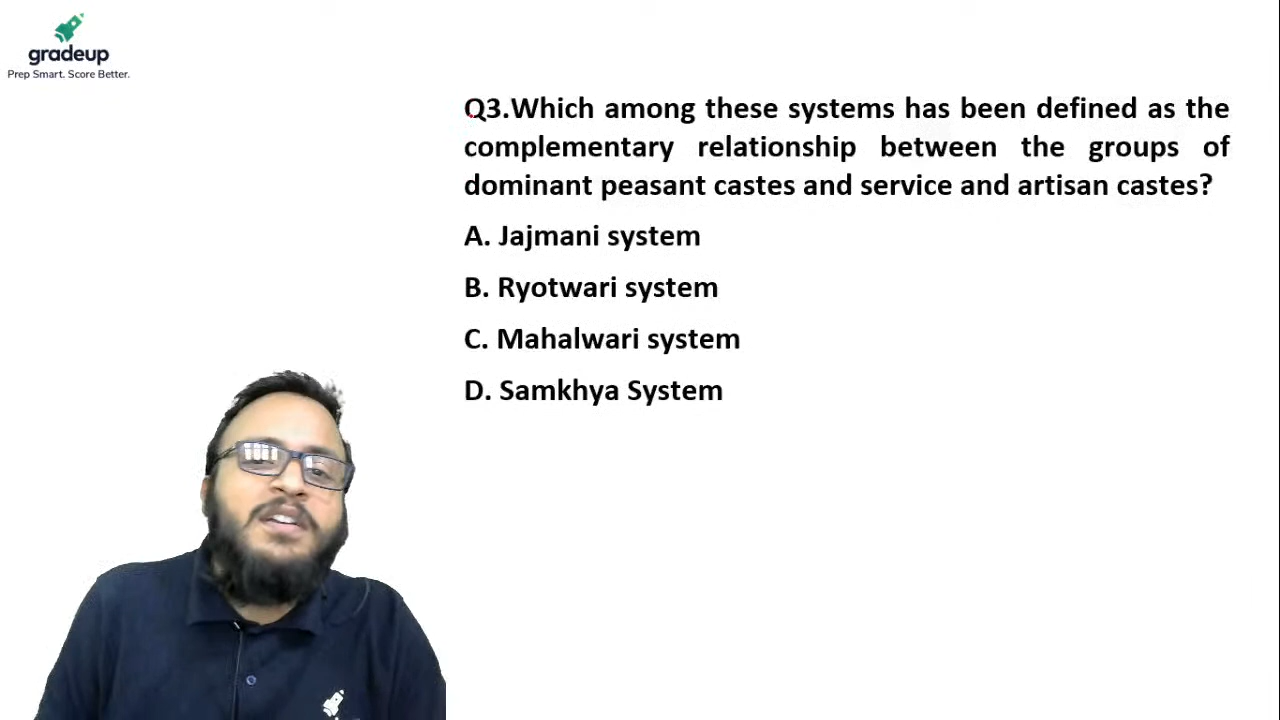 gradeup
Prep Smart. Score Better.
Q3.Which among these systems has been defined as the
complementary relationship between the groups of
dominant peasant castes and service and artisan castes?
A. Jajmani system
B. Ryotwari system
C. Mahalwari system
D. Samkhya System